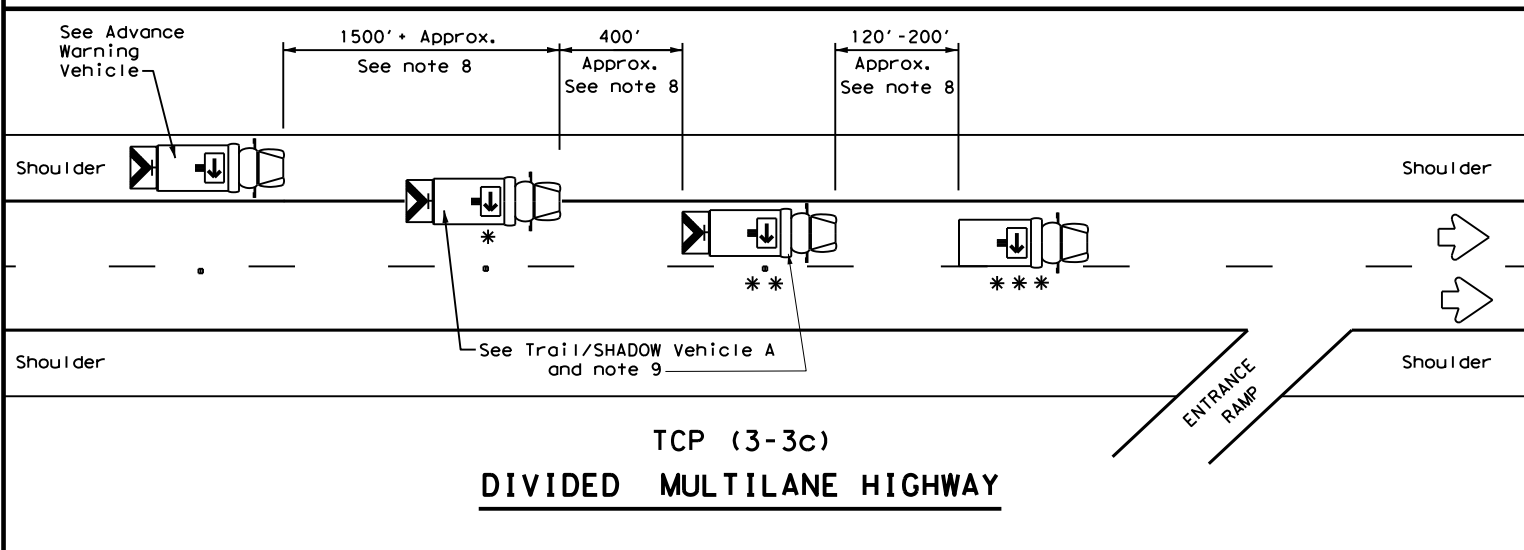 See Advance
Warning
Vehicle
1500'+ Approx.
See note 8
400'
Approx.
See note 8
120'-200'
Approx.
See note 8
Shoulder
Shoulder
*
* *
* * *
See Trail/SHADOW Vehicle A
and note 9
Shoulder
Shoulder
ENTRANCE
RAMP
TCP (3-3c)
DIVIDED MULTILANE HIGHWAY